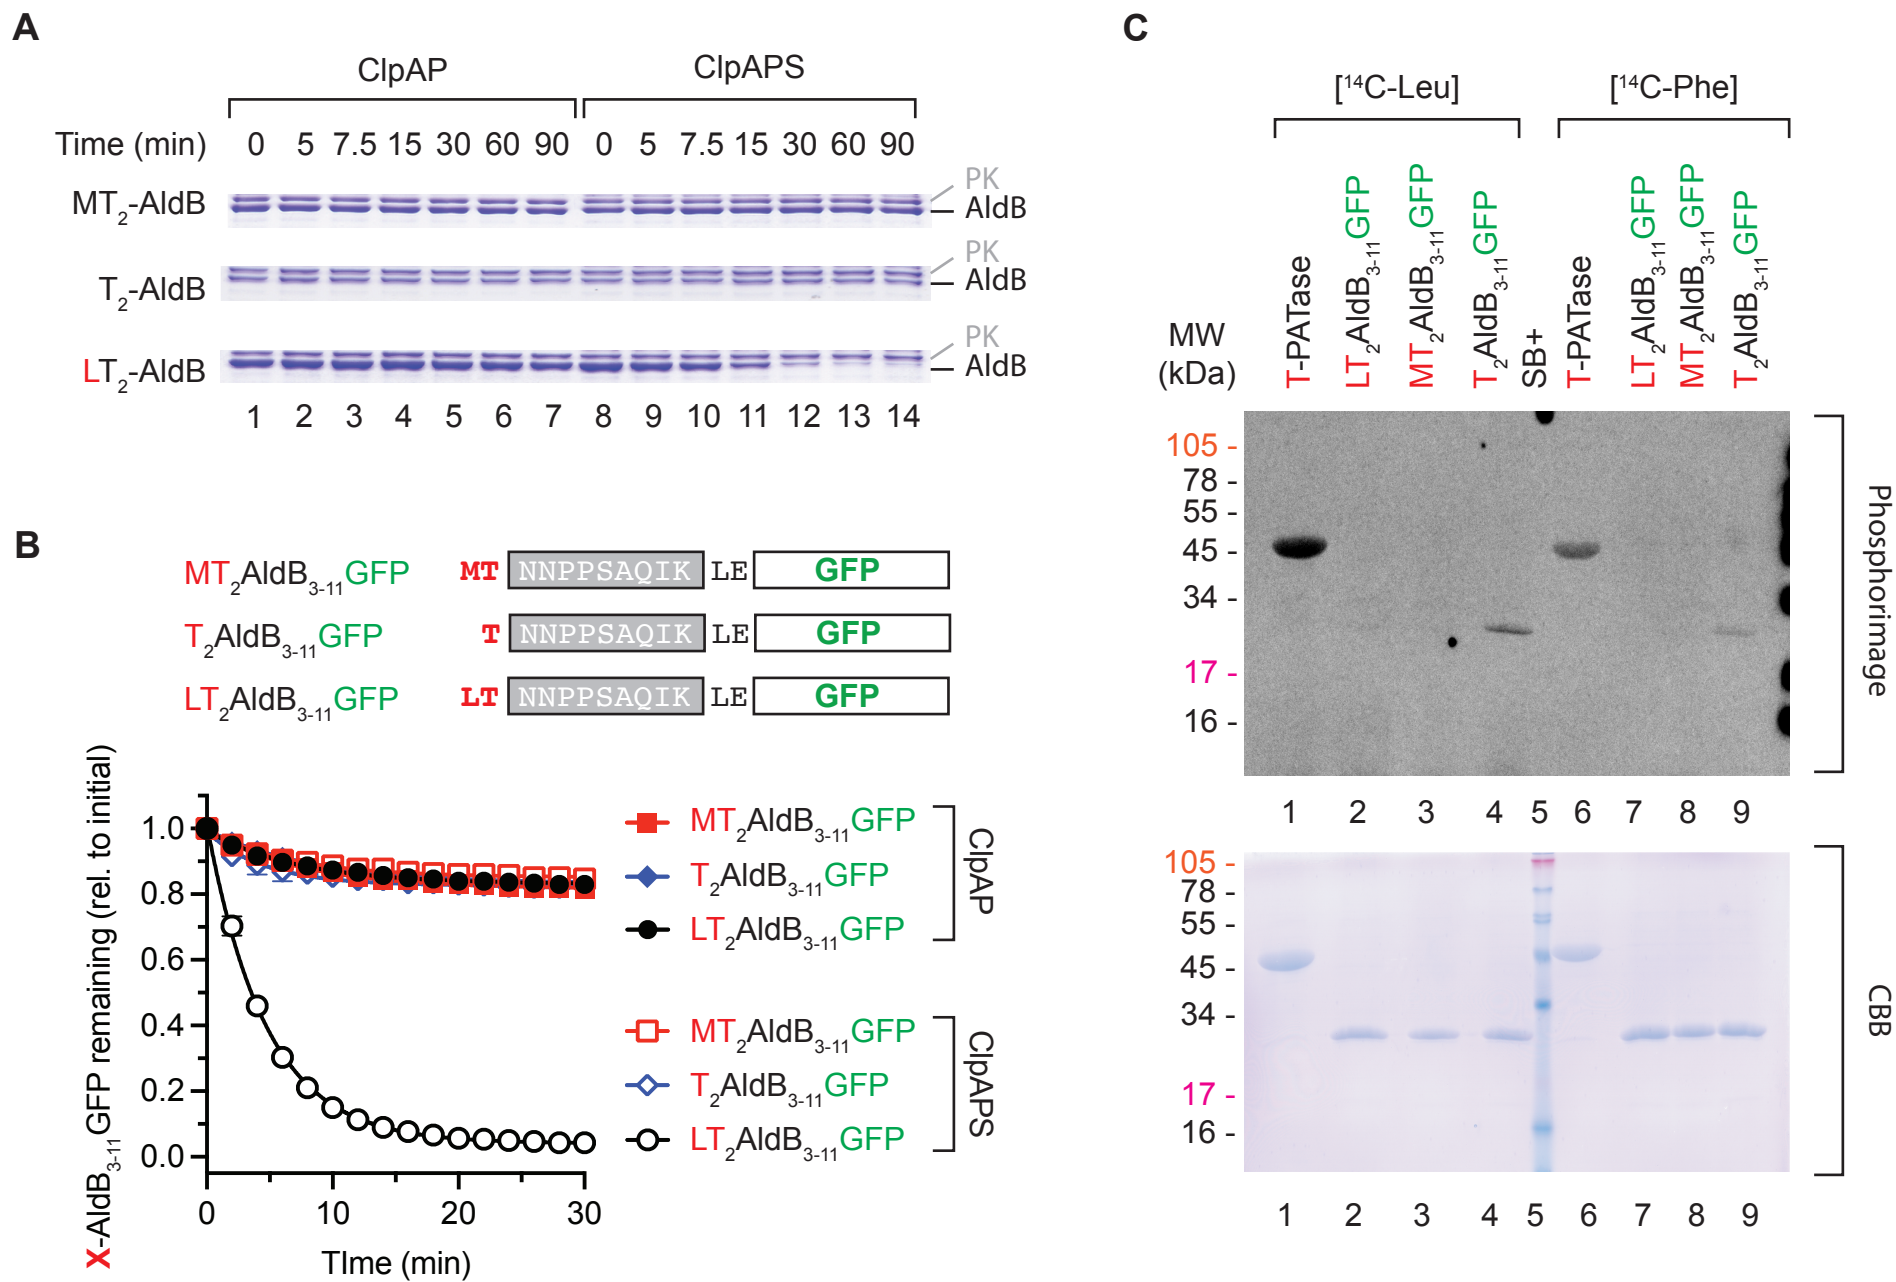 A
ClpAP ClpAPS
Time (min) 0 5 7.5 15 30 60 90 0 5 7.5 15 30 60 90
MT2-AldB PK AldB
T2-AldB PK AldB
LT2-AldB PK AldB
1 2 3 4 5 6 7 8 9 10 11 12 13 14
B
MT2AldB3-11GFP MT NNPPSAQIK LE GFP
T2AldB3-11GFP T NNPPSAQIK LE GFP
LT2AldB3-11GFP LT NNPPSAQIK LE GFP
X-AldB3-11GFP remaining (rel. to initial)
1.0
0.8
0.6
0.4
0.2
0.0
0 10 20 30
TIme (min)
MT2AldB3-11GFP
T2AldB3-11GFP
LT2AldB3-11GFP
ClpAP
MT2AldB3-11GFP
T2AldB3-11GFP
LT2AldB3-11GFP
ClpAPS
C
[14C-Leu] [14C-Phe]
MW
(kDa)
T-PATase
LT2AldB3-11GFP
MT2AldB3-11GFP
T2AldB3-11GFP
SB+
T-PATase
LT2AldB3-11GFP
MT2AldB3-11GFP
T2AldB3-11GFP
105 -
78 -
55 -
45 -
34 -
17 -
16 -
Phosphorimage
1 2 3 4 5 6 7 8 9
105 -
78 -
55 -
45 -
34 -
17 -
16 -
CBB
1 2 3 4 5 6 7 8 9